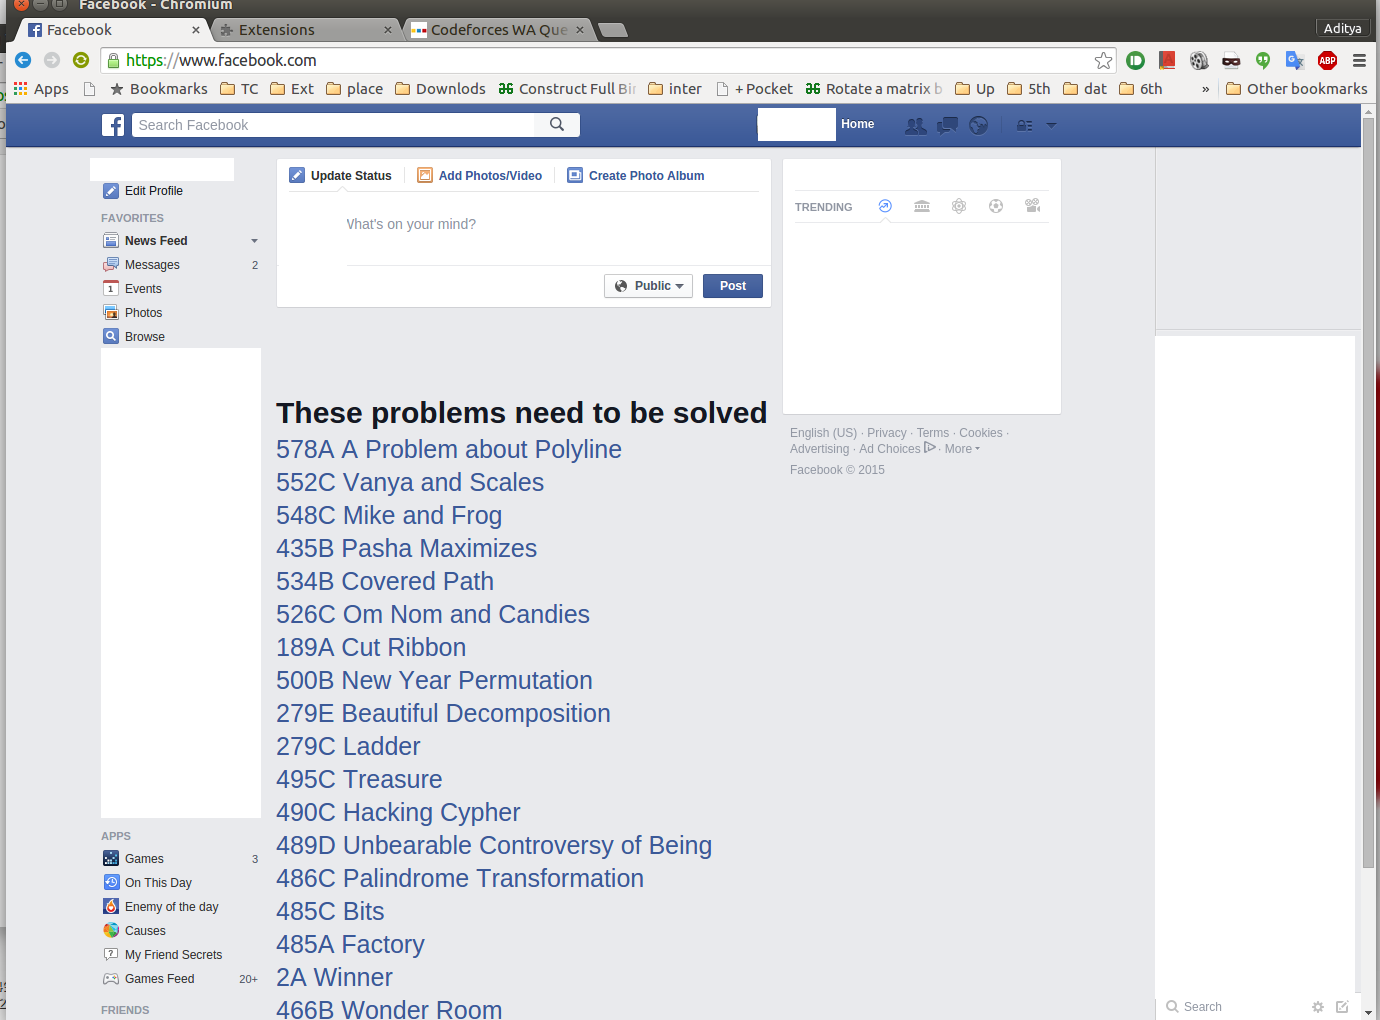 Facebook - Chromium
Facebook
Extensions
Codeforces WA Que
Aditya
https://www.facebook.com
ABP
Apps
Bookmarks
TC
Ext
place
Downlods
Construct Full Bir
inter
+ Pocket
Rotate a matrix b
Up
5th
dat
6th
»
Other bookmarks
Search Facebook
Home
Edit Profile
FAVORITES
News Feed
Messages 2
Events
Photos
Browse
APPS
Games 3
On This Day
Enemy of the day
Causes
My Friend Secrets
Games Feed 20+
FRIENDS
Update Status
Add Photos/Video
Create Photo Album
What's on your mind?
Public
Post
These problems need to be solved
578A A Problem about Polyline
552C Vanya and Scales
548C Mike and Frog
435B Pasha Maximizes
534B Covered Path
526C Om Nom and Candies
189A Cut Ribbon
500B New Year Permutation
279E Beautiful Decomposition
279C Ladder
495C Treasure
490C Hacking Cypher
489D Unbearable Controversy of Being
486C Palindrome Transformation
485C Bits
485A Factory
2A Winner
466B Wonder Room
TRENDING
English (US) · Privacy · Terms · Cookies ·
Advertising · Ad Choices · More
Facebook © 2015
Search